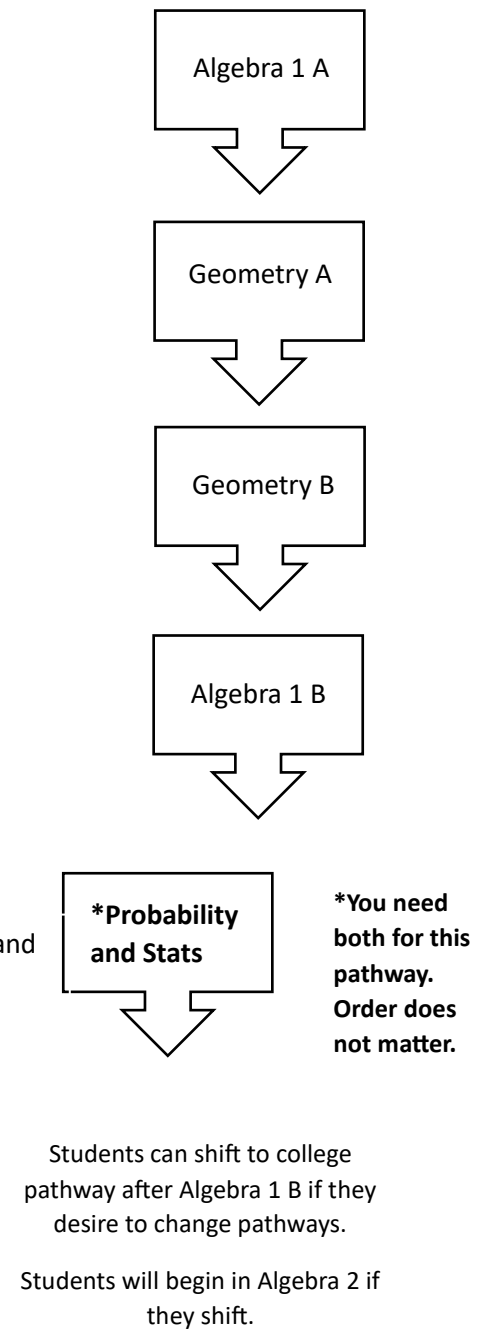 Algebra 1 A
Geometry A
Geometry B
Algebra 1 B
and
*Probability
and Stats
*You need
both for this
pathway.
Order does
not matter.
Students can shift to college
pathway after Algebra 1 B if they
desire to change pathways.
Students will begin in Algebra 2 if
they shift.